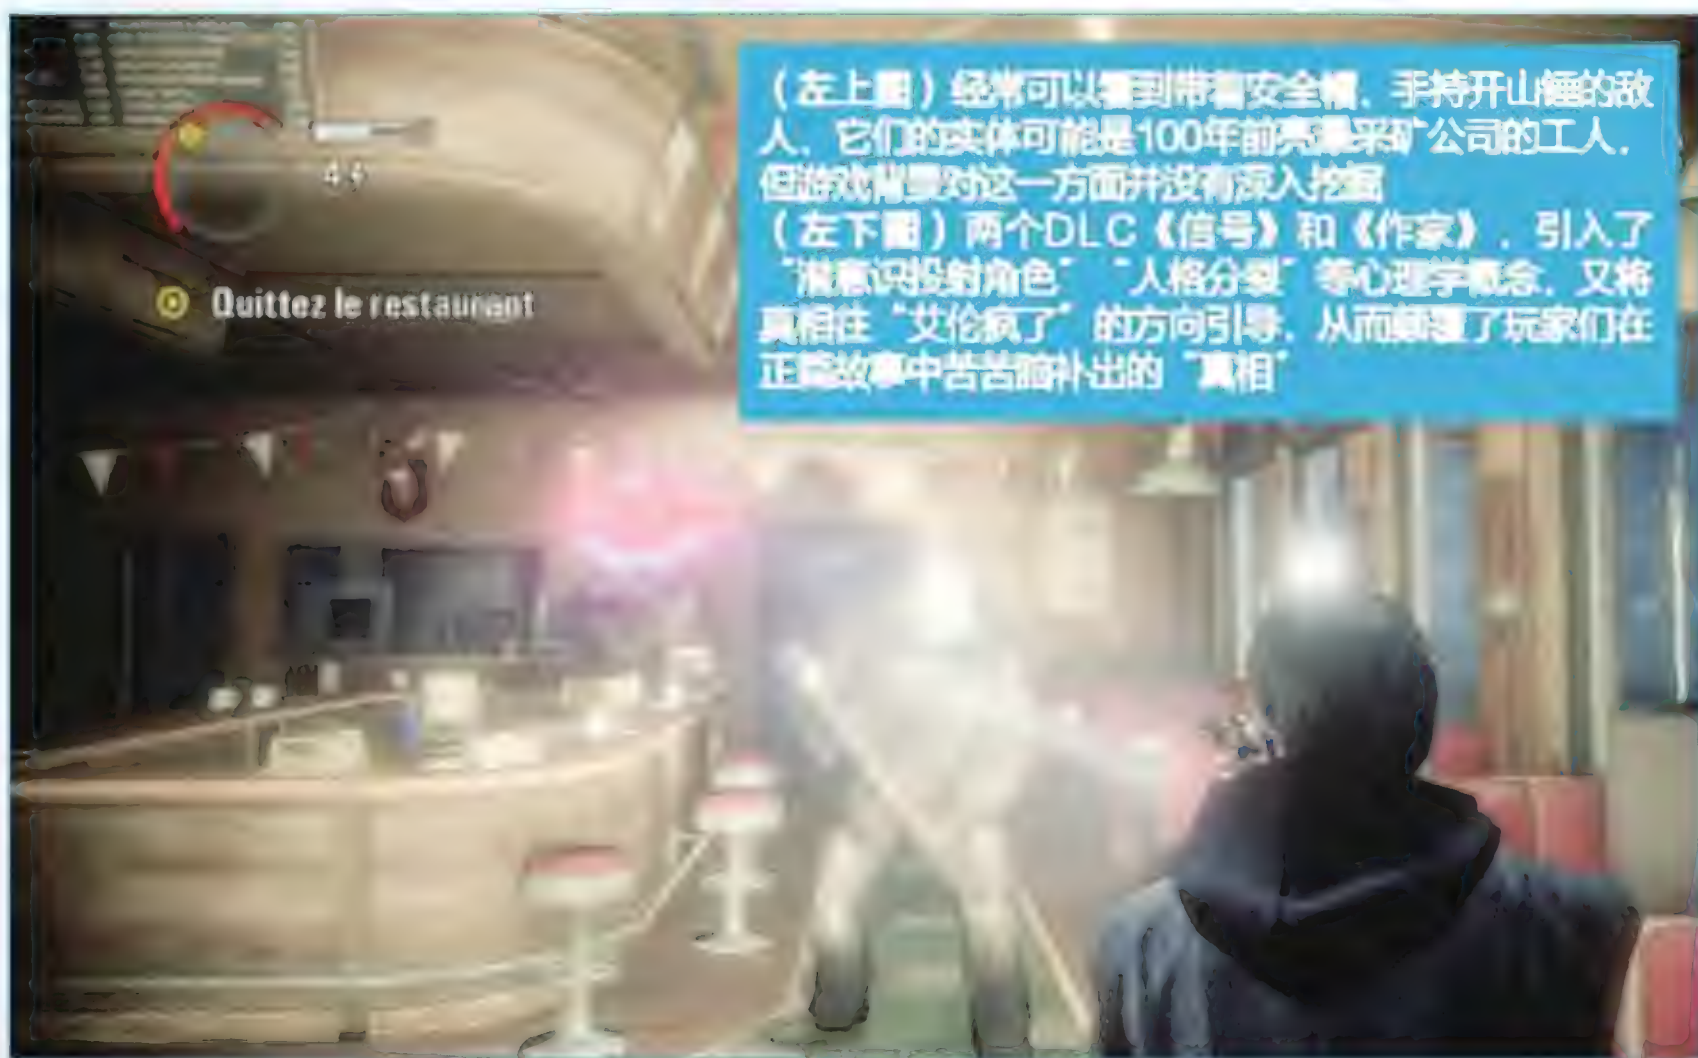 4
Quittez le restaurant
（左上图）经常可以看到带着安全帽，手持开山锤的敌
人，它们的实体可能是100年前亮瀑采矿公司的工人，
但游戏背景对这一方面并没有深入挖掘
（左下图）两个DLC《信号》和《作家》，引入了
“潜意识投射角色”“人格分裂”等心理学概念，又将
真相往“艾伦疯了”的方向引导，从而颠覆了玩家们在
正篇故事中苦苦脑补出的“真相”